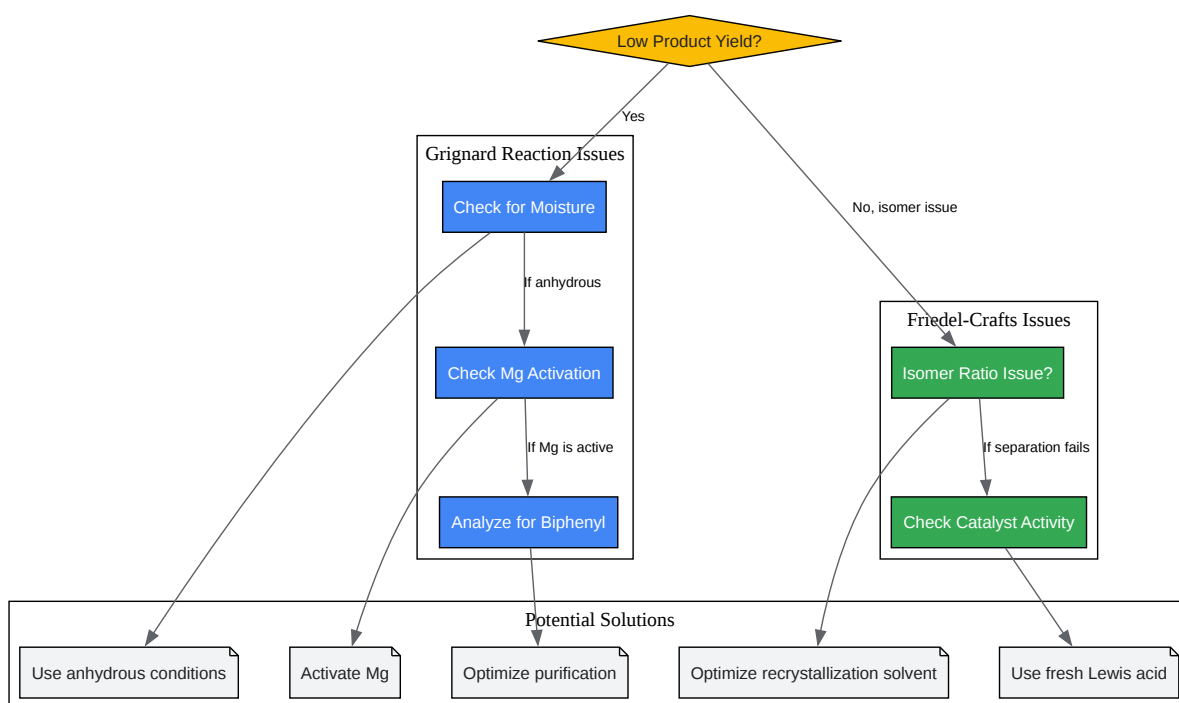 Low Product Yield?
Yes
Grignard Reaction Issues
Check for Moisture
No, isomer issue
If anhydrous
Friedel-Crafts Issues
Check Mg Activation
Isomer Ratio Issue?
If Mg is active
If separation fails
Analyze for Biphenyl
Check Catalyst Activity
Potential Solutions
Use anhydrous conditions
Activate Mg
Optimize purification
Optimize recrystallization solvent
Use fresh Lewis acid